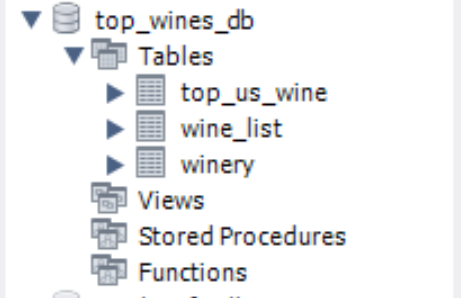 top_wines_db
Tables
top_us_wine
wine_list
winery
Views
Stored Procedures
Functions